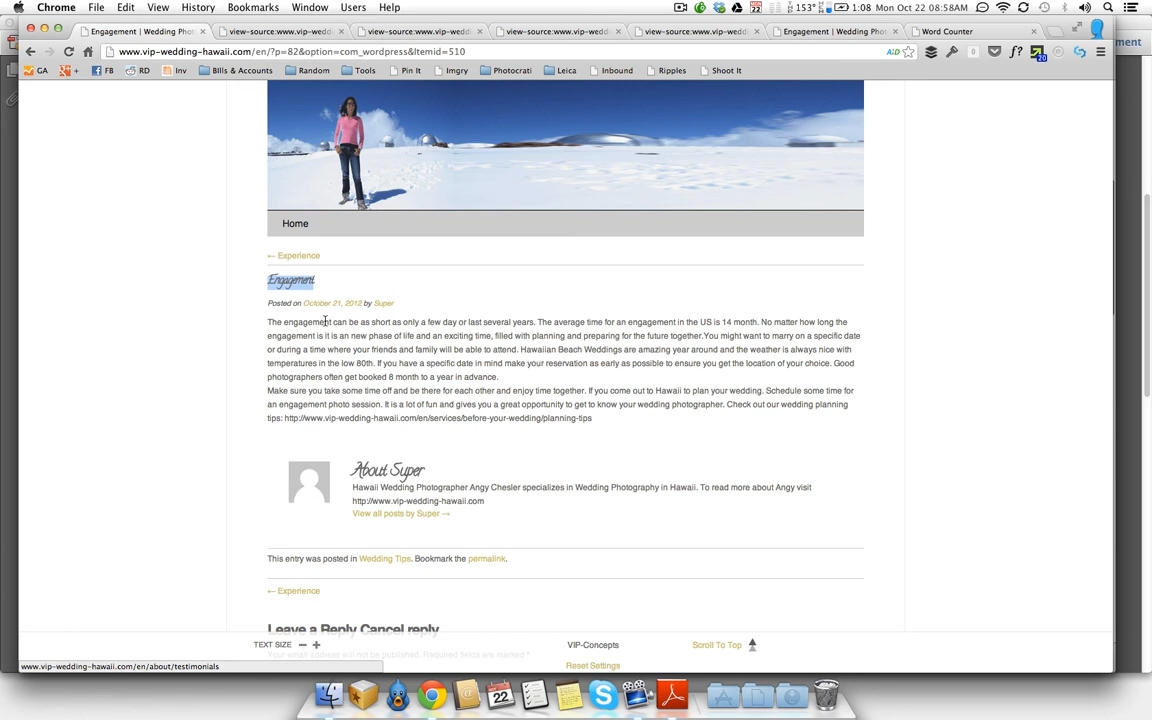 Chrome File Edit View History Bookmarks Window Users Help 20 153° 1:08 Mon Oct 22 08:58AM
Engagement | Wedding Pho × view-source:www.vip-wedd × view-source:www.vip-wedd × view-source:www.vip-wedd × view-source:www.vip-wedd × Engagement | Wedding Ph × Word Counter ×
www.vip-wedding-hawaii.com/en/?p=82&option=com_wordpress&Itemid=510
GA + FB RD Inv BIlls & Accounts Random Tools Pin It Imgry Photocrati Leica Inbound Ripples Shoot It
Home
← Experience
Engagement
Posted on October 21, 2012 by Super
The engagement can be as short as only a few day or last several years. The average time for an engagement in the US is 14 month. No matter how long the
engagement is it is an new phase of life and an exciting time, filled with planning and preparing for the future together.You might want to marry on a specific date
or during a time where your friends and family will be able to attend. Hawaiian Beach Weddings are amazing year around and the weather is always nice with
temperatures in the low 80th. If you have a specific date in mind make your reservation as early as possible to ensure you get the location of your choice. Good
photographers often get booked 8 month to a year in advance.
Make sure you take some time off and be there for each other and enjoy time together. If you come out to Hawaii to plan your wedding. Schedule some time for
an engagement photo session. It is a lot of fun and gives you a great opportunity to get to know your wedding photographer. Check out our wedding planning
tips: http://www.vip-wedding-hawaii.com/en/services/before-your-wedding/planning-tips
About Super
Hawaii Wedding Photographer Angy Chesler specializes in Wedding Photography in Hawaii. To read more about Angy visit
http://www.vip-wedding-hawaii.com
View all posts by Super →
This entry was posted in Wedding Tips. Bookmark the permalink.
← Experience
Leave a Reply Cancel reply
Your email address will not be published. Required fields are marked *
TEXT SIZE VIP-Concepts Scroll To Top
Reset Settings
www.vip-wedding-hawaii.com/en/about/testimonials
22